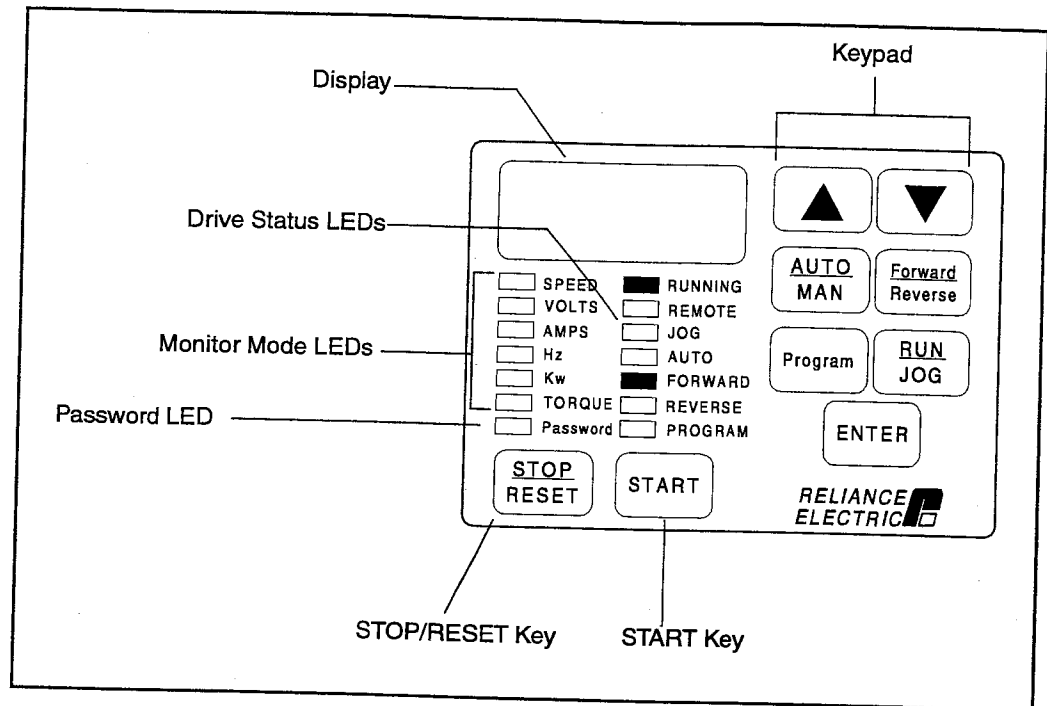 Keypad
Display
Drive Status LEDs
AUTO
MAN
Forward
Reverse
SPEED
RUNNING
VOLTS
REMOTE
AMPS
JOG
Monitor Mode LEDs
Hz
AUTO
Program
RUN
JOG
Kw
FORWARD
TORQUE
REVERSE
Password LED
Password
PROGRAM
ENTER
STOP
RESET
START
RELIANCE
ELECTRIC
STOP/RESET Key
START Key